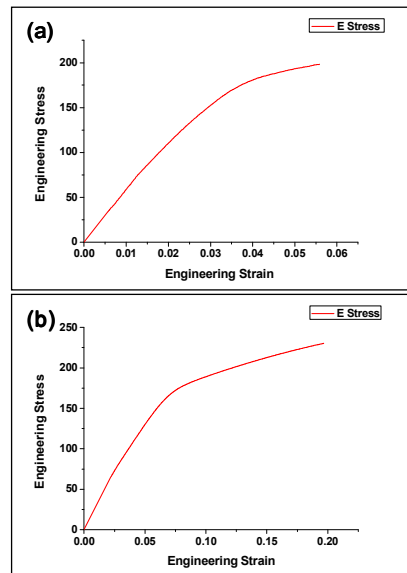 (a)
E Stress
200
150
100
50
0
Engineering Stress
0.00 0.01 0.02 0.03 0.04 0.05 0.06
Engineering Strain
(b)
E Stress
250
200
150
100
50
0
Engineering Stress
0.00 0.05 0.10 0.15 0.20
Engineering Strain